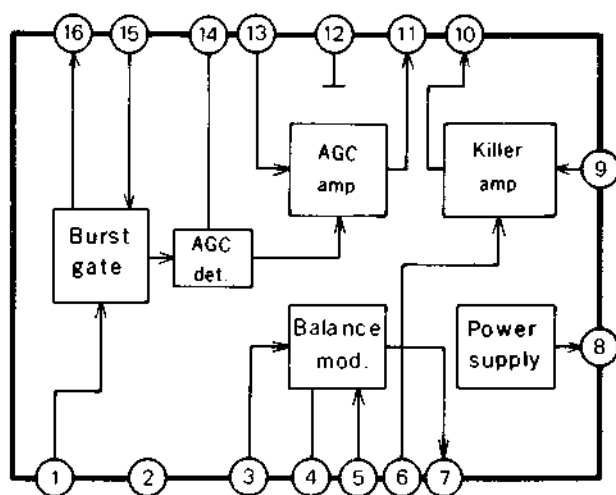 16 15 14 13 12 11 10
AGC
amp
Killer
amp
9
Burst
gate
AGC
det.
Balance
mod.
Power
supply
8
1 2 3 4 5 6 7